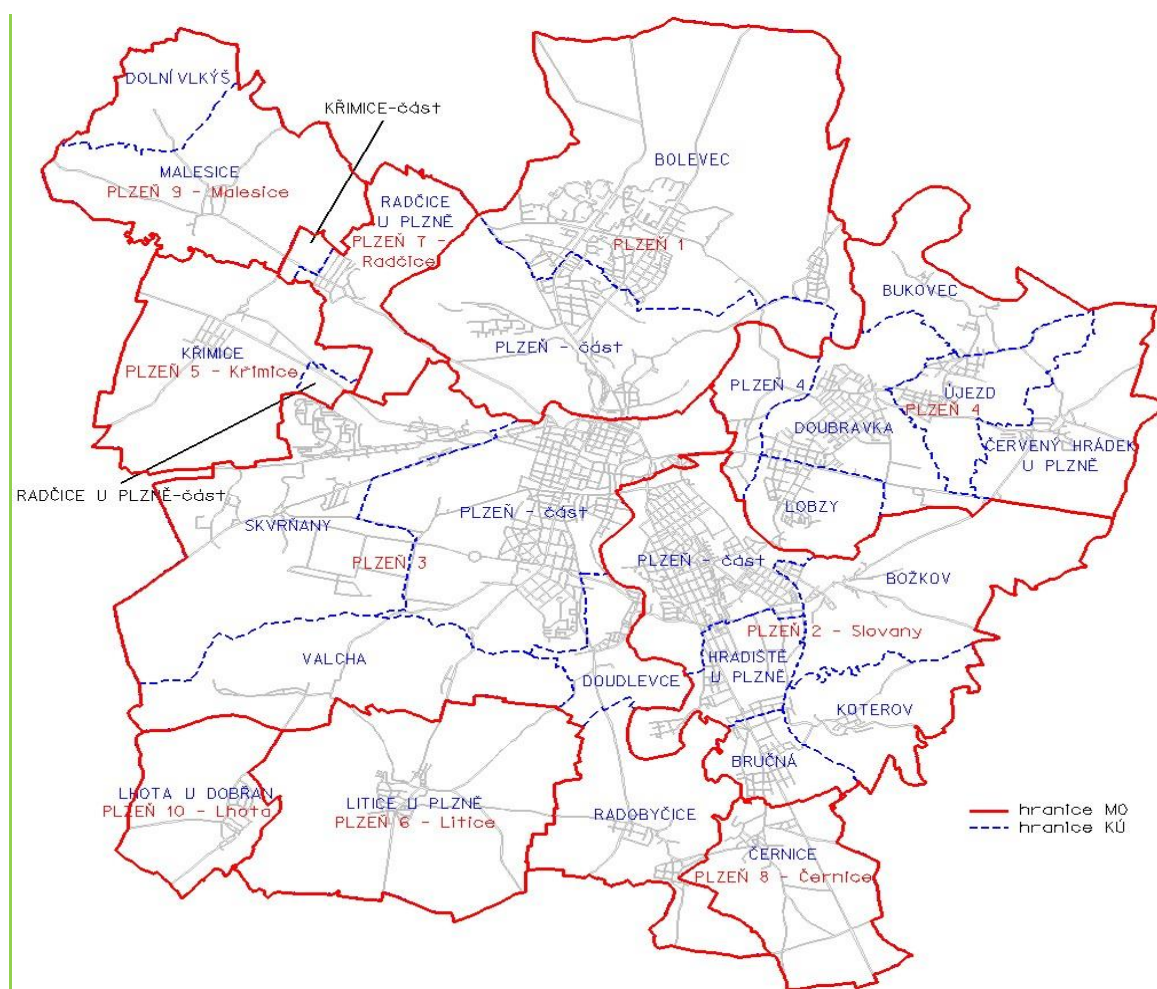 DOLNÍ VLKÝŠ
KŘIMICE-část
MALESICE
PLZEŇ 9 - Malesice
RADČICE
U PLZNĚ
PLZEŇ 7 -
Radčice
BOLEVEC
PLZEŇ 1
PLZEŇ - část
BUKOVEC
KŘIMICE
PLZEŇ 5 - Křimice
PLZEŇ 4
ÚJEZD
PLZEŇ 4
DOUBRAVKA
ČERVENÝ HRÁDEK
U PLZNĚ
RADČICE U PLZNĚ-část
SKVRŇANY
PLZEŇ - část
LOBZY
PLZEŇ 3
PLZEŇ - část
BOŽKOV
PLZEŇ 2 - Slovany
VALCHA
HRADIŠTĚ
U PLZNĚ
DOUDLEVCE
KOTEROV
BRUČNÁ
LHOTA U DOBŘAN
PLZEŇ 10 - Lhota
LITICE U PLZNĚ
PLZEŇ 6 - Litice
RADOBYČICE
ČERNICE
PLZEŇ 8 - Černice
hranice MO
hranice KÚ